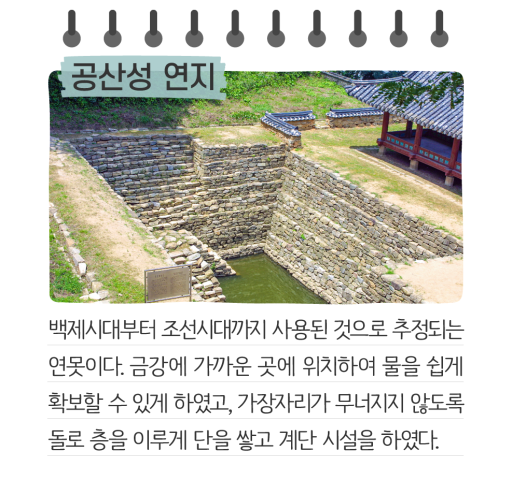 공산성 연지
백제시대부터 조선시대까지 사용된 것으로 추정되는
연못이다. 금강에 가까운 곳에 위치하여 물을 쉽게
확보할 수 있게 하였고, 가장자리가 무너지지 않도록
돌로 층을 이루게 단을 쌓고 계단 시설을 하였다.